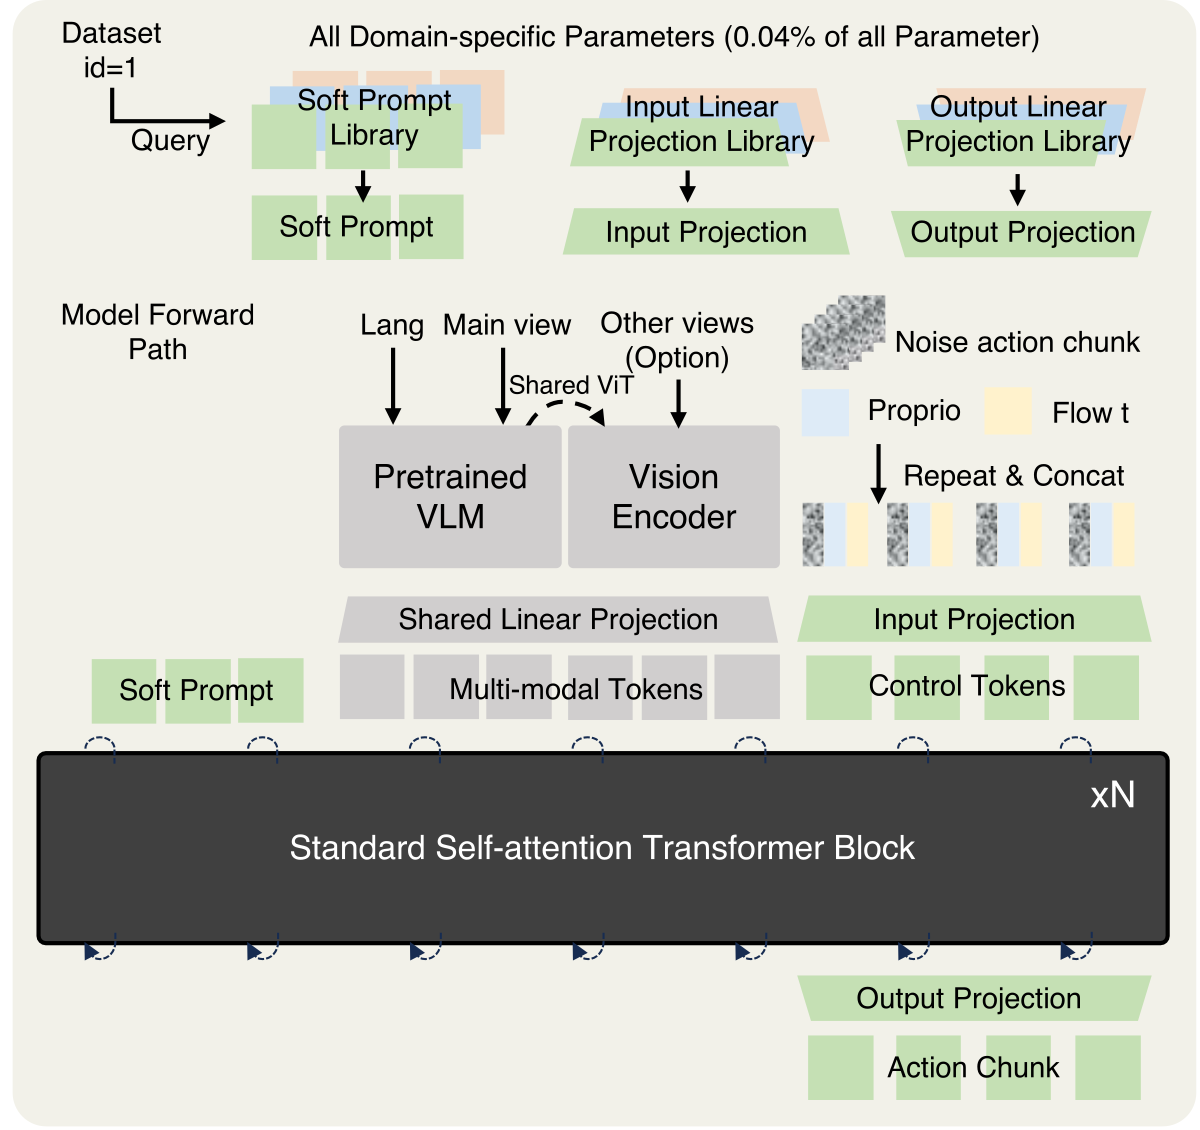 Dataset
id=1
Query
All Domain-specific Parameters (0.04% of all Parameter)
Soft Prompt
Library
Input Linear
Projection Library
Output Linear
Projection Library
Soft Prompt
Input Projection
Output Projection
Model Forward
Path
Lang
Main view
Other views
(Option)
Shared ViT
Noise action chunk
Proprio
Flow t
Repeat & Concat
Pretrained
VLM
Vision
Encoder
Shared Linear Projection
Input Projection
Soft Prompt
Multi-modal Tokens
Control Tokens
xN
Standard Self-attention Transformer Block
Output Projection
Action Chunk